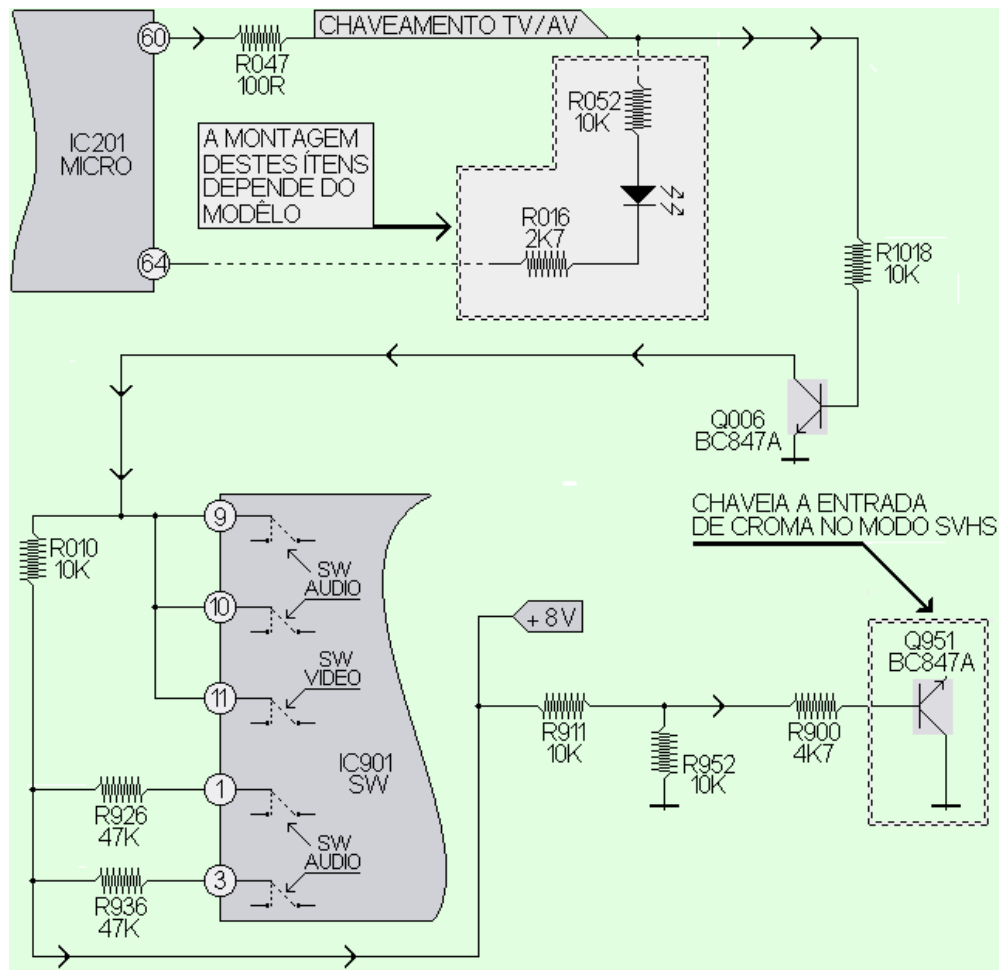 60
CHAVEAMENTO TV/AV
R047
100R
IC201
MICRO
A MONTAGEM
DESTES ÍTENS
DEPENDE DO
MODÊLO
R052
10K
R016
2K7
64
R1018
10K
Q006
BC847A
CHAVEIA A ENTRADA
DE CROMA NO MODO SVHS
R010
10K
9
SW
AUDIO
10
SW
VIDEO
11
IC901
SW
+ 8V
Q951
BC847A
R911
10K
R952
10K
R900
4K7
R926
47K
1
SW
AUDIO
R936
47K
3